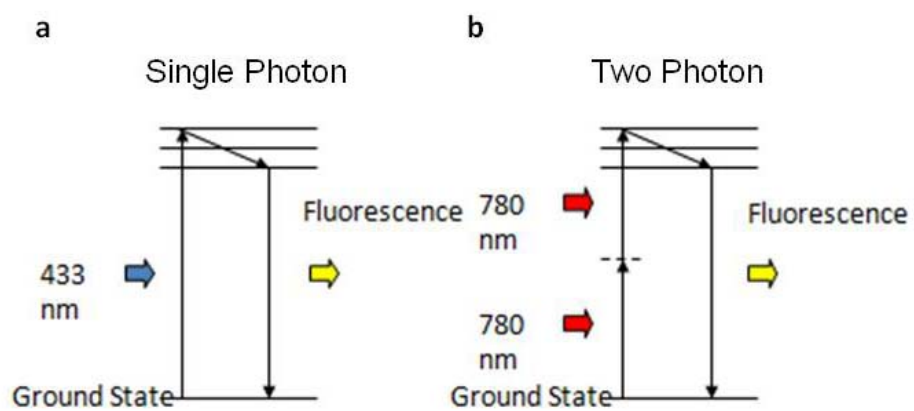 a
Single Photon
Fluorescence
433
nm
Ground State
b
Two Photon
780
nm
Fluorescence
780
nm
Ground State